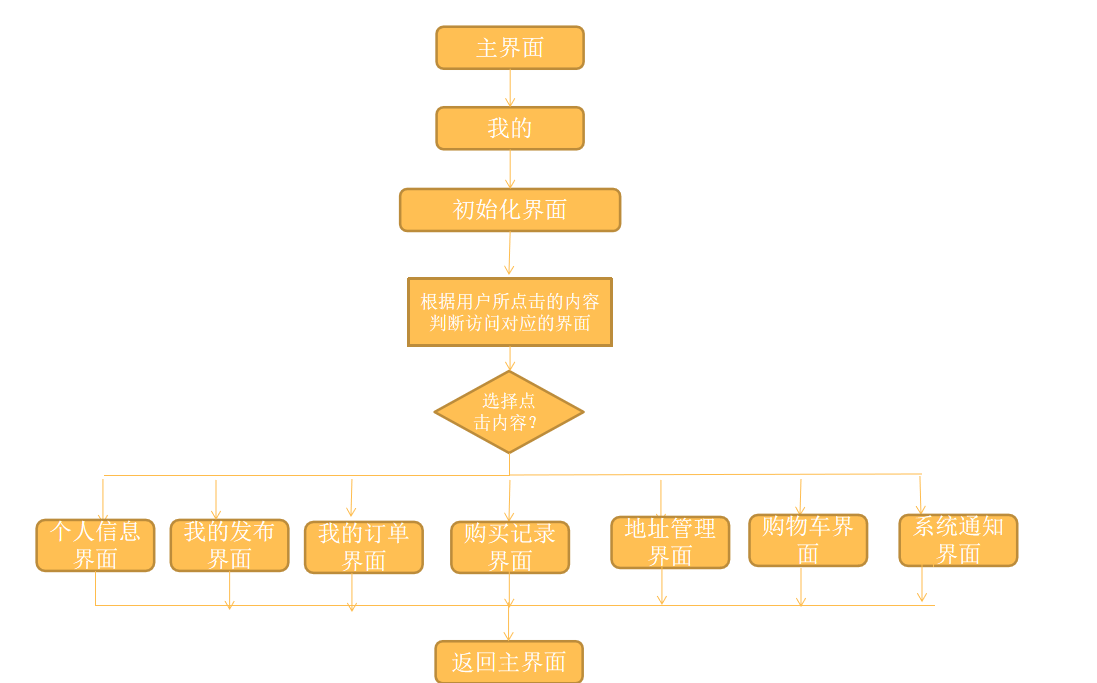 主界面
我的
初始化界面
根据用户所点击的内容
判断访问对应的界面
选择点
击内容?
个人信息
界面
我的发布
界面
我的订单
界面
购买记录
界面
地址管理
界面
购物车界
面
系统通知
界面
返回主界面